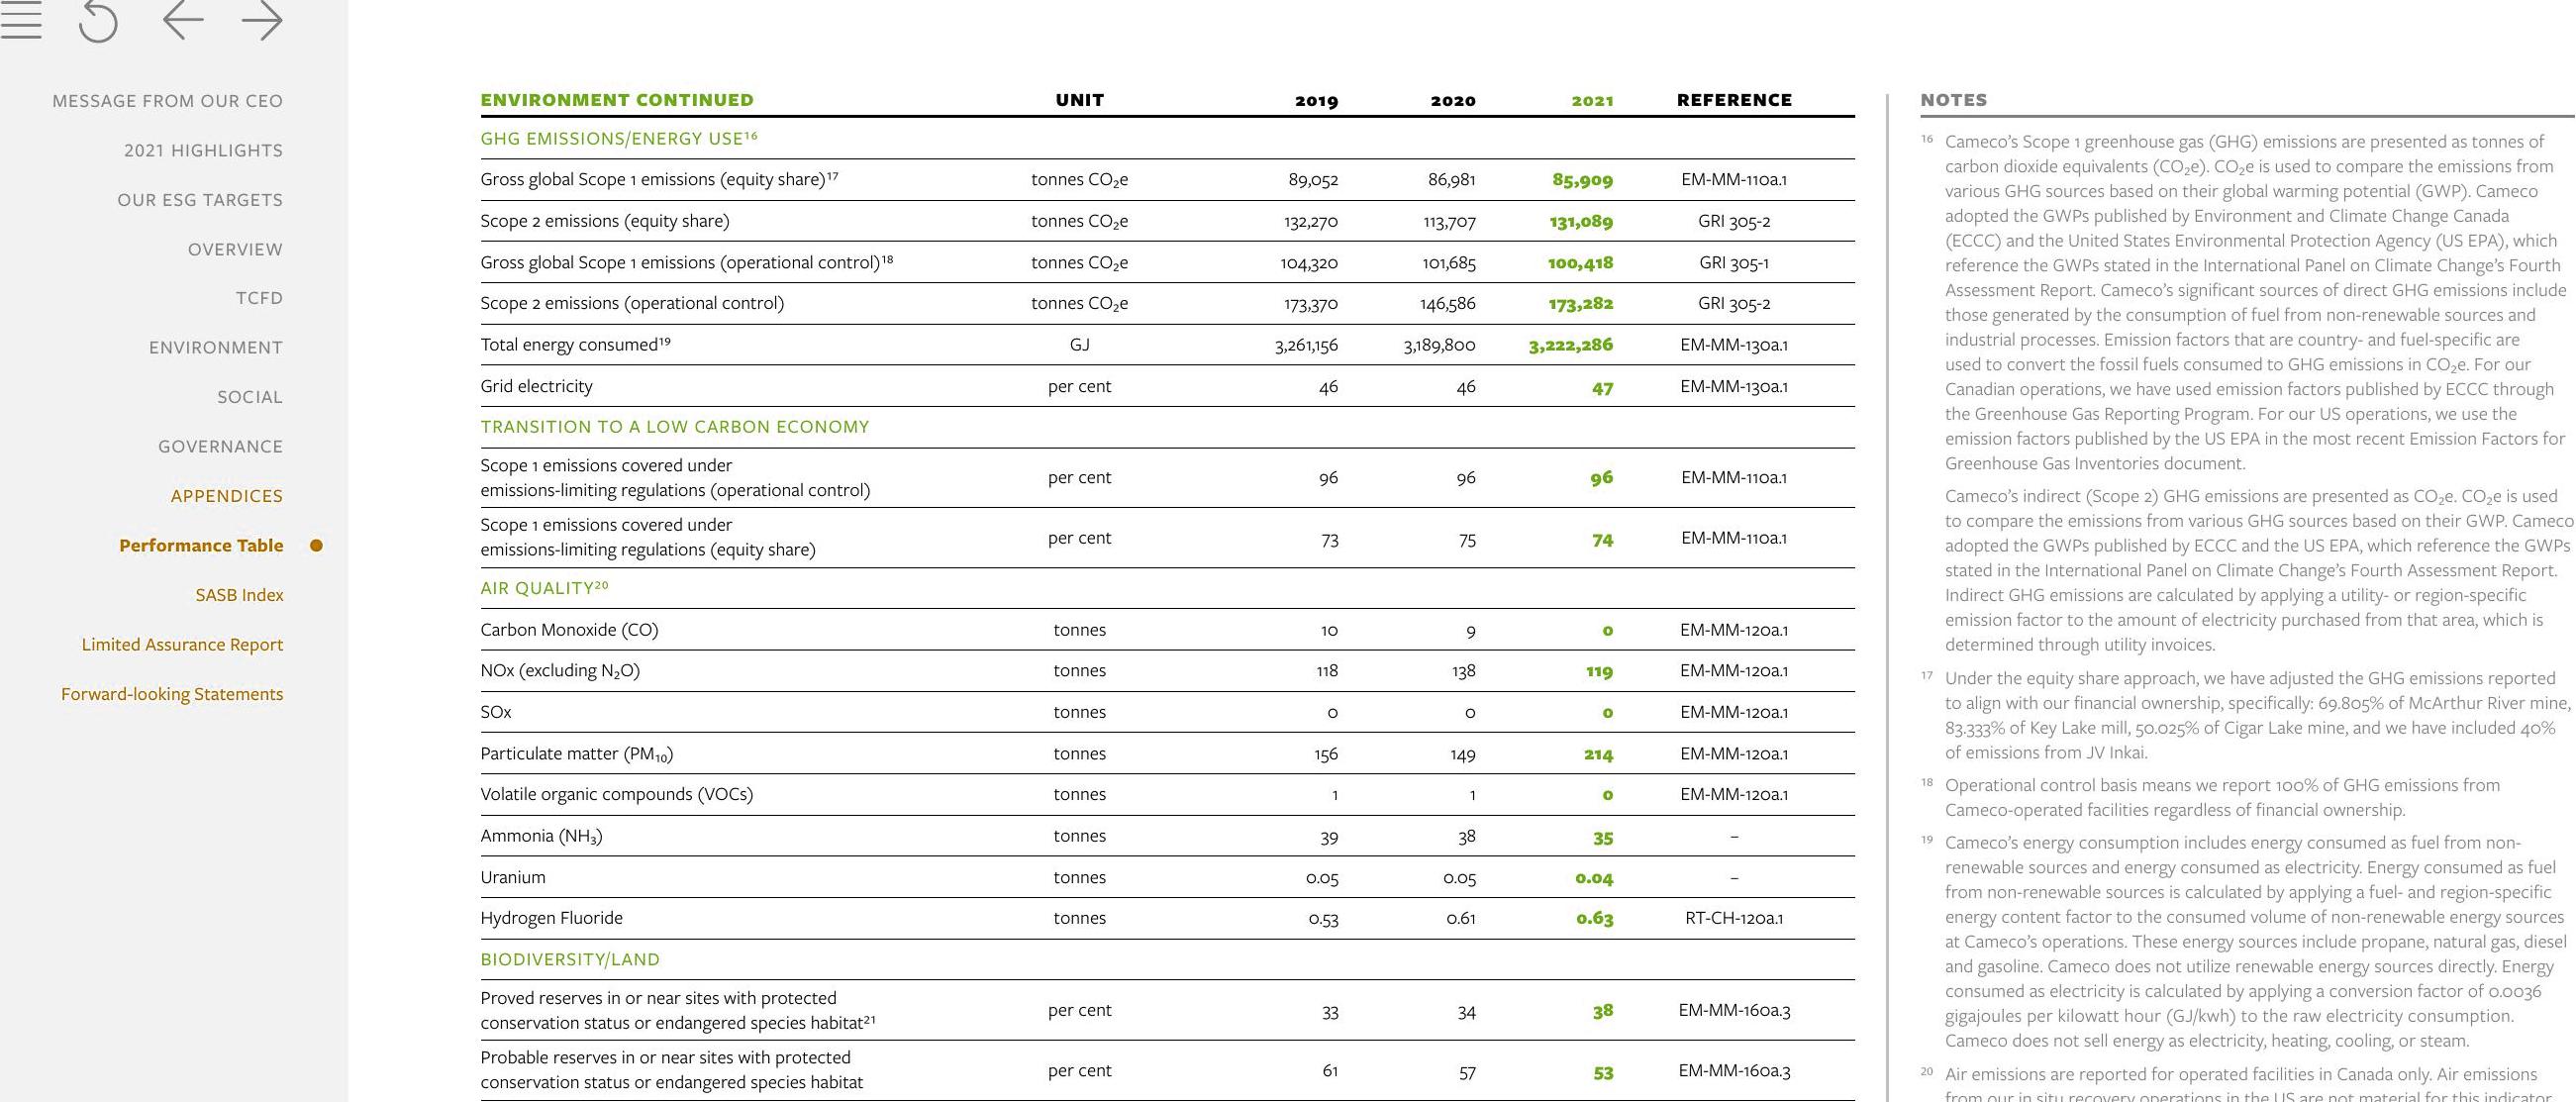 MESSAGE FROM OUR CEO
2021 HIGHLIGHTS
OUR ESG TARGETS
OVERVIEW
TCFD
ENVIRONMENT
SOCIAL
GOVERNANCE
APPENDICES
Performance Table
SASB Index
Limited Assurance Report
Forward-looking Statements
ENVIRONMENT CONTINUED UNIT 2019 2020 2021 REFERENCE
GHG EMISSIONS/ENERGY USE¹⁶
Gross global Scope 1 emissions (equity share)¹⁷ tonnes CO₂e 89,052 86,981 85,909 EM-MM-110a.1
Scope 2 emissions (equity share) tonnes CO₂e 132,270 113,707 131,089 GRI 305-2
Gross global Scope 1 emissions (operational control)¹⁸ tonnes CO₂e 104,320 101,685 100,418 GRI 305-1
Scope 2 emissions (operational control) tonnes CO₂e 173,370 146,586 173,282 GRI 305-2
Total energy consumed¹⁹ GJ 3,261,156 3,189,800 3,222,286 EM-MM-130a.1
Grid electricity per cent 46 46 47 EM-MM-130a.1
TRANSITION TO A LOW CARBON ECONOMY
Scope 1 emissions covered under
emissions-limiting regulations (operational control) per cent 96 96 96 EM-MM-110a.1
Scope 1 emissions covered under
emissions-limiting regulations (equity share) per cent 73 75 74 EM-MM-110a.1
AIR QUALITY²⁰
Carbon Monoxide (CO) tonnes 10 9 0 EM-MM-120a.1
NOx (excluding N₂O) tonnes 118 138 119 EM-MM-120a.1
SOx tonnes 0 0 0 EM-MM-120a.1
Particulate matter (PM₁₀) tonnes 156 149 214 EM-MM-120a.1
Volatile organic compounds (VOCs) tonnes 1 1 0 EM-MM-120a.1
Ammonia (NH₃) tonnes 39 38 35 –
Uranium tonnes 0.05 0.05 0.04 –
Hydrogen Fluoride tonnes 0.53 0.61 0.63 RT-CH-120a.1
BIODIVERSITY/LAND
Proved reserves in or near sites with protected
conservation status or endangered species habitat²¹ per cent 33 34 38 EM-MM-160a.3
Probable reserves in or near sites with protected
conservation status or endangered species habitat per cent 61 57 53 EM-MM-160a.3
NOTES
¹⁶ Cameco’s Scope 1 greenhouse gas (GHG) emissions are presented as tonnes of
carbon dioxide equivalents (CO₂e). CO₂e is used to compare the emissions from
various GHG sources based on their global warming potential (GWP). Cameco
adopted the GWPs published by Environment and Climate Change Canada
(ECCC) and the United States Environmental Protection Agency (US EPA), which
reference the GWPs stated in the International Panel on Climate Change’s Fourth
Assessment Report. Cameco’s significant sources of direct GHG emissions include
those generated by the consumption of fuel from non-renewable sources and
industrial processes. Emission factors that are country- and fuel-specific are
used to convert the fossil fuels consumed to GHG emissions in CO₂e. For our
Canadian operations, we have used emission factors published by ECCC through
the Greenhouse Gas Reporting Program. For our US operations, we use the
emission factors published by the US EPA in the most recent Emission Factors for
Greenhouse Gas Inventories document.
Cameco’s indirect (Scope 2) GHG emissions are presented as CO₂e. CO₂e is used
to compare the emissions from various GHG sources based on their GWP. Cameco
adopted the GWPs published by ECCC and the US EPA, which reference the GWPs
stated in the International Panel on Climate Change’s Fourth Assessment Report.
Indirect GHG emissions are calculated by applying a utility- or region-specific
emission factor to the amount of electricity purchased from that area, which is
determined through utility invoices.
¹⁷ Under the equity share approach, we have adjusted the GHG emissions reported
to align with our financial ownership, specifically: 69.805% of McArthur River mine,
83.333% of Key Lake mill, 50.025% of Cigar Lake mine, and we have included 40%
of emissions from JV Inkai.
¹⁸ Operational control basis means we report 100% of GHG emissions from
Cameco-operated facilities regardless of financial ownership.
¹⁹ Cameco’s energy consumption includes energy consumed as fuel from non-
renewable sources and energy consumed as electricity. Energy consumed as fuel
from non-renewable sources is calculated by applying a fuel- and region-specific
energy content factor to the consumed volume of non-renewable energy sources
at Cameco’s operations. These energy sources include propane, natural gas, diesel
and gasoline. Cameco does not utilize renewable energy sources directly. Energy
consumed as electricity is calculated by applying a conversion factor of 0.0036
gigajoules per kilowatt hour (GJ/kwh) to the raw electricity consumption.
Cameco does not sell energy as electricity, heating, cooling, or steam.
²⁰ Air emissions are reported for operated facilities in Canada only. Air emissions
from our in situ recovery operations in the US are not material for this indicator